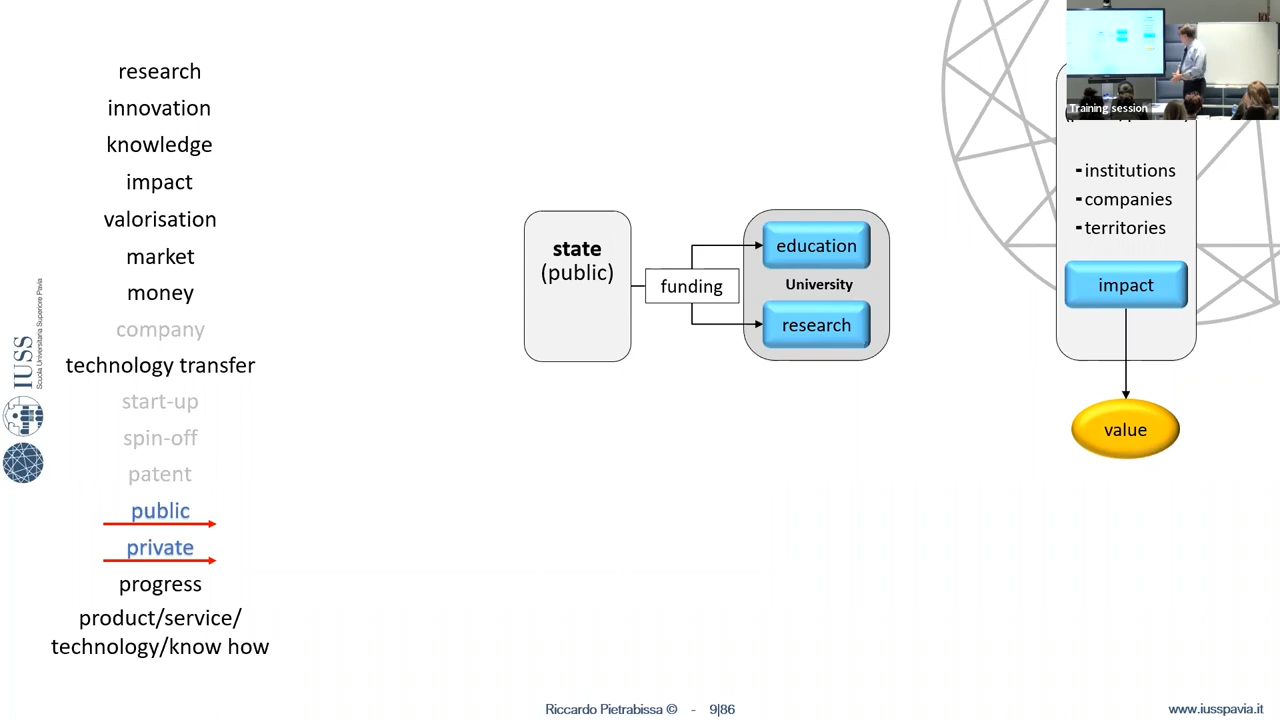 research
innovation
knowledge
impact
valorisation
market
money
company
technology transfer
start-up
spin-off
patent
public
private
progress
product/service/
technology/know how
state
(public)
funding
education
University
research
- institutions
- companies
- territories
impact
value
Training session
IUSS
Scuola Universitaria Superiore Pavia
Riccardo Pietrabissa © - 9|86
www.iusspavia.it